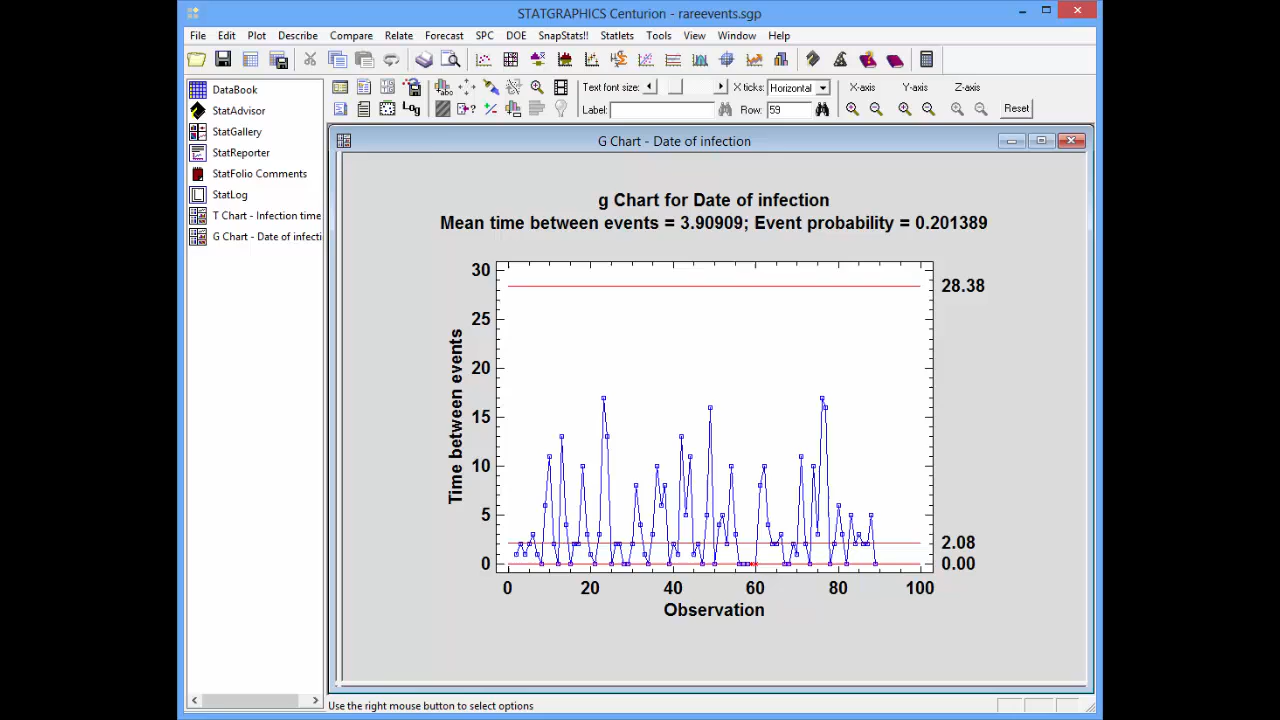 STATGRAPHICS Centurion - rareevents.sgp
File Edit Plot Describe Compare Relate Forecast SPC DOE SnapStats!! Statlets Tools View Window Help
Text font size: X ticks: Horizontal X-axis Y-axis Z-axis
Log Label: Row: 59 Reset
DataBook
StatAdvisor
StatGallery
StatReporter
StatFolio Comments
StatLog
T Chart - Infection time
G Chart - Date of infecti
G Chart - Date of infection
g Chart for Date of infection
Mean time between events = 3.90909; Event probability = 0.201389
30
28.38
25
20
15
10
5
2.08
0
0.00
Time between events
0 20 40 60 80 100
Observation
Use the right mouse button to select options